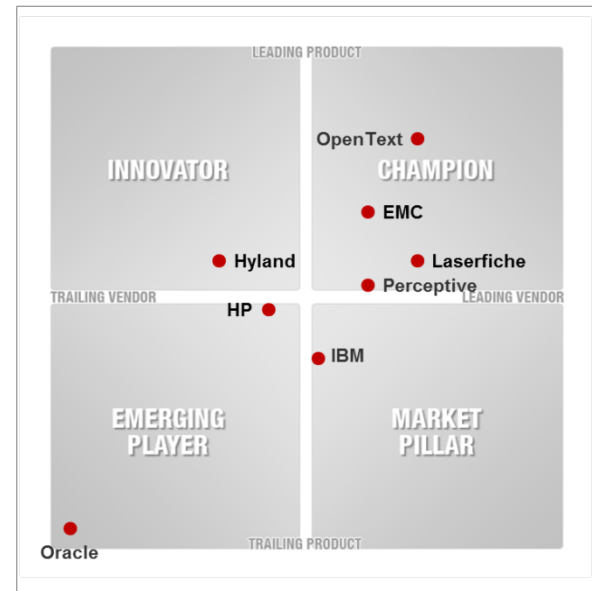 LEADING PRODUCT
OpenText
INNOVATOR
CHAMPION
EMC
Hyland
Laserfiche
Perceptive
TRAILING VENDOR
LEADING VENDOR
HP
IBM
EMERGING
PLAYER
MARKET
PILLAR
Oracle
TRAILING PRODUCT